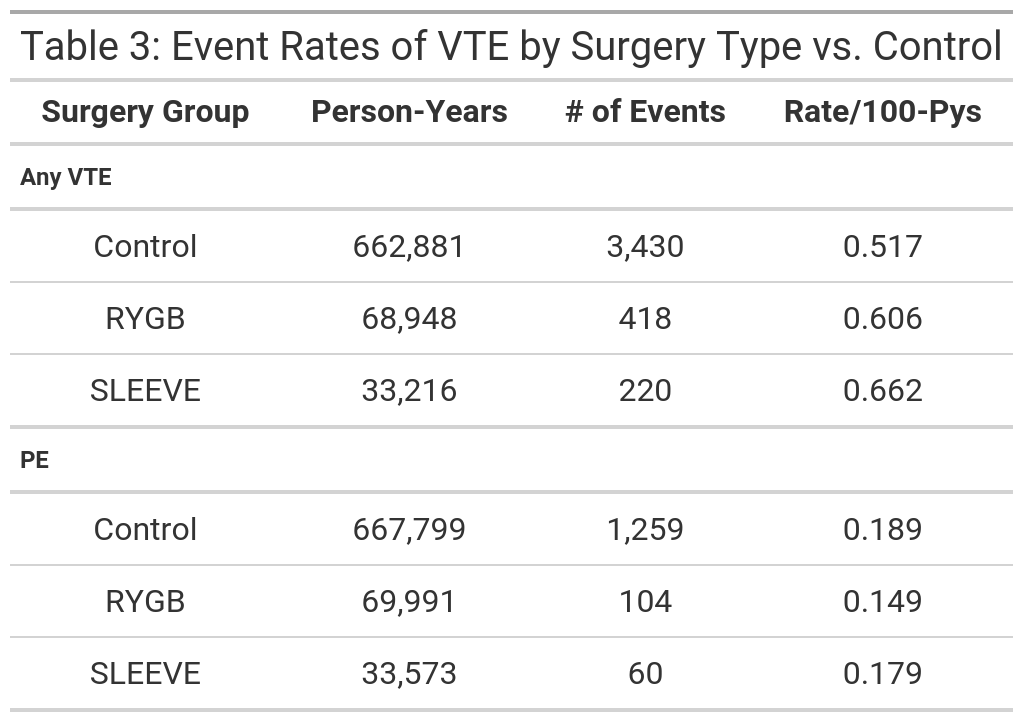 Table 3: Event Rates of VTE by Surgery Type vs. Control
Surgery Group Person-Years # of Events Rate/100-Pys
Any VTE
Control 662,881 3,430 0.517
RYGB 68,948 418 0.606
SLEEVE 33,216 220 0.662
PE
Control 667,799 1,259 0.189
RYGB 69,991 104 0.149
SLEEVE 33,573 60 0.179